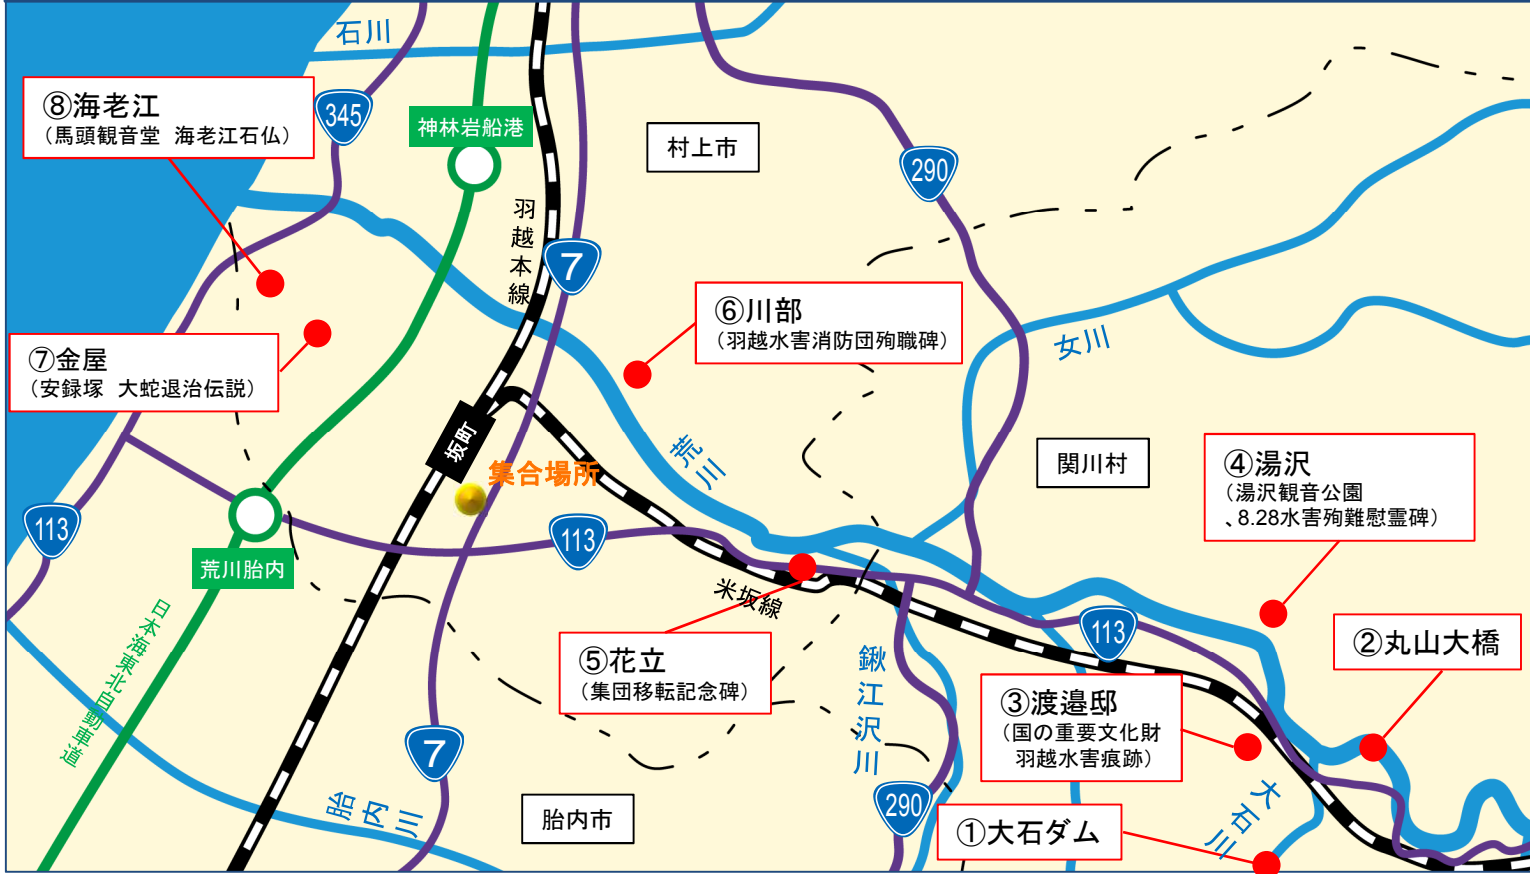 石川
⑧海老江
（馬頭観音堂 海老江石仏）
345
神林岩船港
村上市
290
羽越本線
7
⑥川部
（羽越水害消防団殉職碑）
女川
⑦金屋
（安録塚 大蛇退治伝説）
坂町
集合場所
荒川
関川村
④湯沢
（湯沢観音公園
、8.28水害殉難慰霊碑）
113
113
荒川胎内
米坂線
日本海東北自動車道
⑤花立
（集団移転記念碑）
鍬江沢川
113
②丸山大橋
③渡邉邸
（国の重要文化財
羽越水害痕跡）
7
胎内川
胎内市
290
①大石ダム
大石川